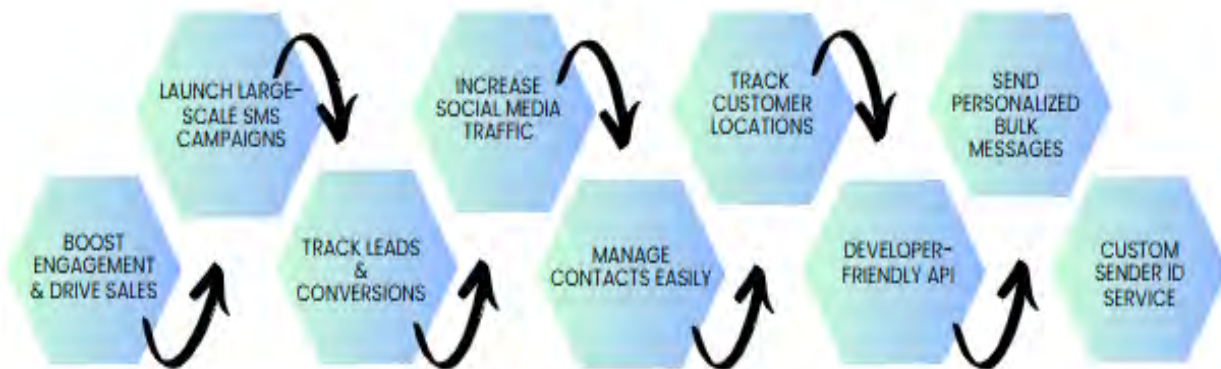 BOOST
ENGAGEMENT
& DRIVE SALES
LAUNCH LARGE-
SCALE SMS
CAMPAIGNS
TRACK LEADS
&
CONVERSIONS
INCREASE
SOCIAL MEDIA
TRAFFIC
MANAGE
CONTACTS EASILY
TRACK
CUSTOMER
LOCATIONS
DEVELOPER-
FRIENDLY API
SEND
PERSONALIZED
BULK
MESSAGES
CUSTOM
SENDER ID
SERVICE